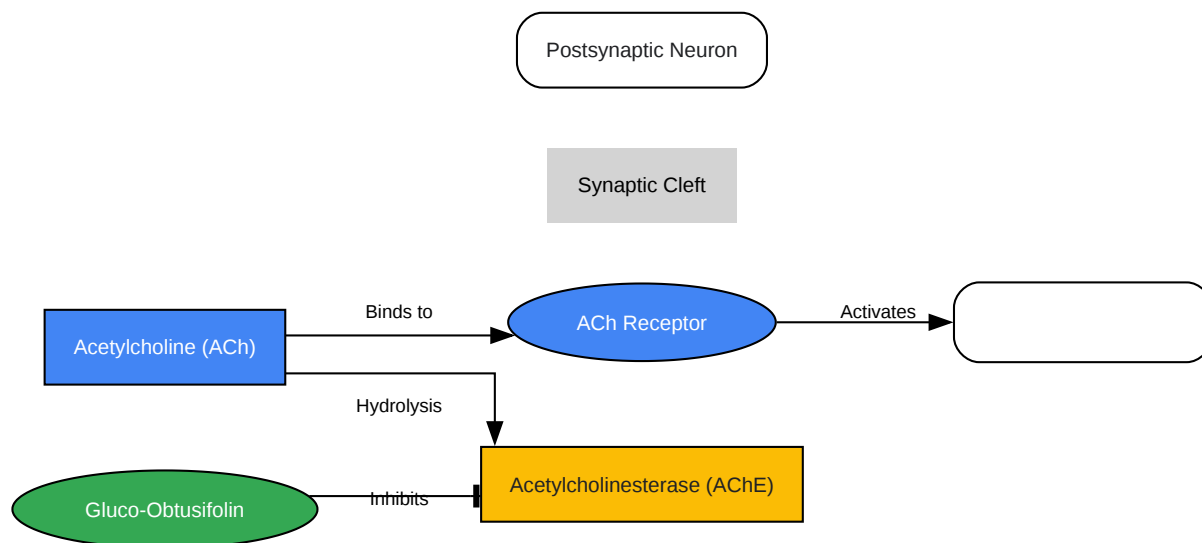 Postsynaptic Neuron
Synaptic Cleft
Binds to
ACh Receptor
Activates
Acetylcholine (ACh)
Hydrolysis
Acetylcholinesterase (AChE)
Inhibits
Gluco-Obtusifolin